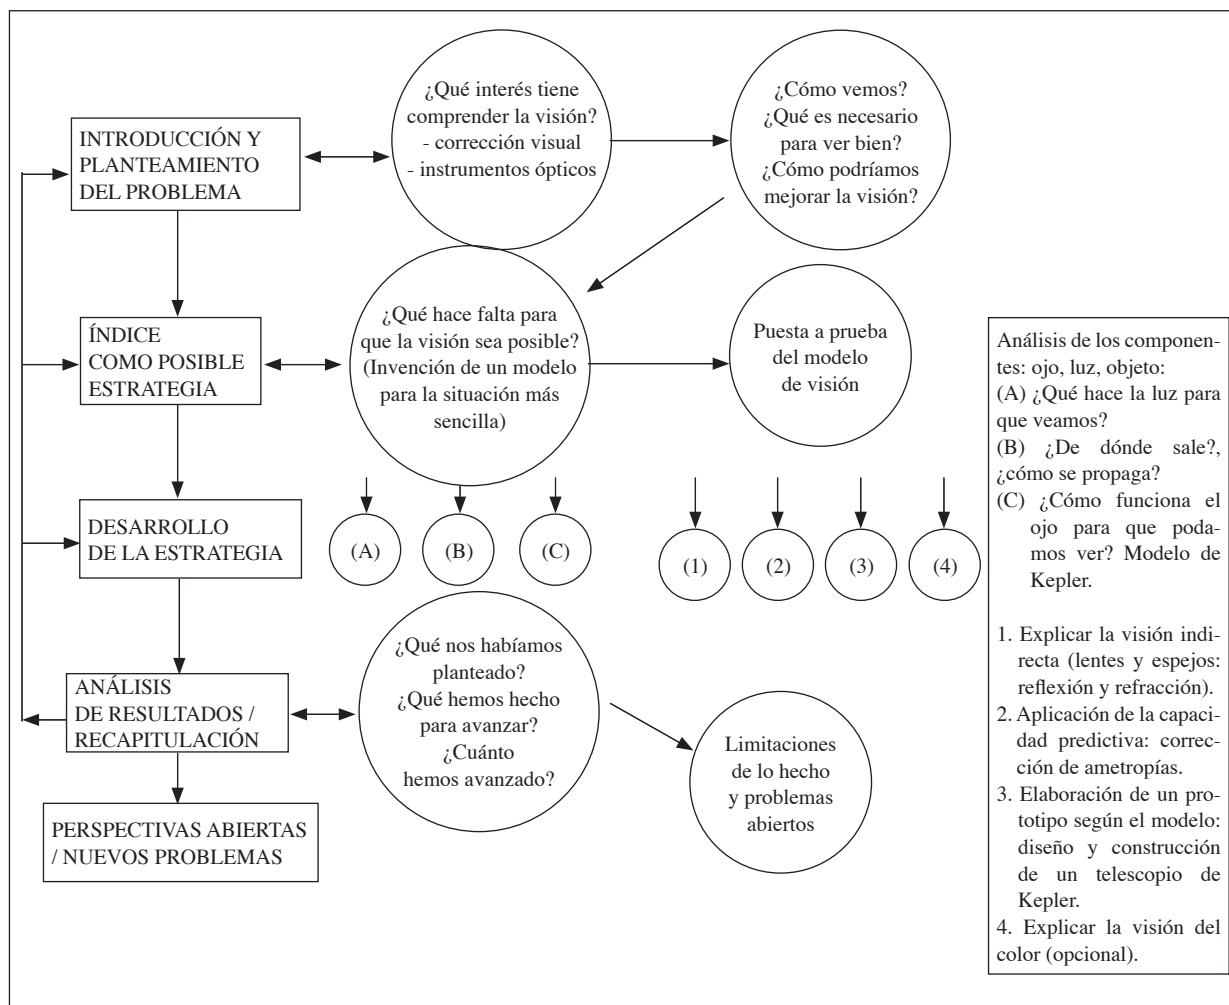 INTRODUCCIÓN Y
PLANTEAMIENTO
DEL PROBLEMA
¿Qué interés tiene
comprender la visión?
- corrección visual
- instrumentos ópticos
¿Cómo vemos?
¿Qué es necesario
para ver bien?
¿Cómo podríamos
mejorar la visión?
ÍNDICE
COMO POSIBLE
ESTRATEGIA
¿Qué hace falta para
que la visión sea posible?
(Invención de un modelo
para la situación más
sencilla)
Puesta a prueba
del modelo
de visión
DESARROLLO
DE LA ESTRATEGIA
(A)
(B)
(C)
(1)
(2)
(3)
(4)
ANÁLISIS
DE RESULTADOS /
RECAPITULACIÓN
¿Qué nos habíamos
planteado?
¿Qué hemos hecho
para avanzar?
¿Cuánto
hemos avanzado?
Limitaciones
de lo hecho
y problemas
abiertos
PERSPECTIVAS ABIERTAS
/ NUEVOS PROBLEMAS
Análisis de los componen-
tes: ojo, luz, objeto:
(A) ¿Qué hace la luz para
que veamos?
(B) ¿De dónde sale?,
¿cómo se propaga?
(C) ¿Cómo funciona el
ojo para que poda-
mos ver? Modelo de
Kepler.
1. Explicar la visión indi-
recta (lentes y espejos:
reflexión y refracción).
2. Aplicación de la capaci-
dad predictiva: correc-
ción de ametropías.
3. Elaboración de un pro-
totipo según el modelo:
diseño y construcción
de un telescopio de
Kepler.
4. Explicar la visión del
color (opcional).